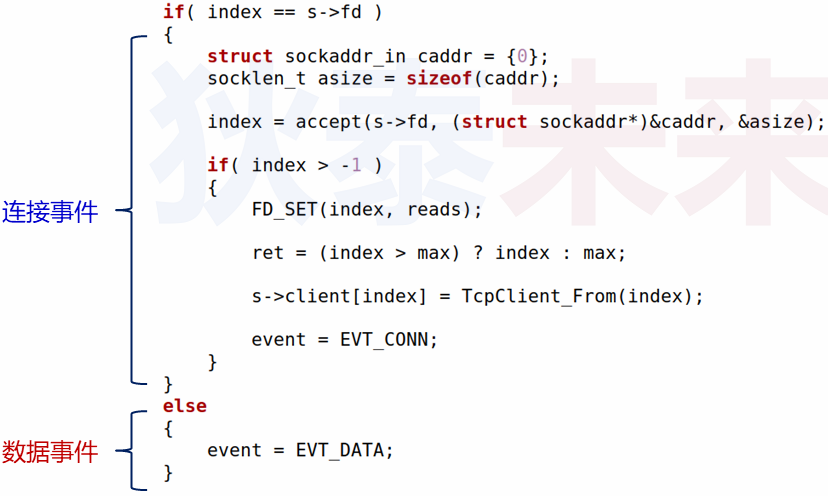 if( index == s->fd )
{
struct sockaddr_in caddr = {0};
socklen_t asize = sizeof(caddr);
index = accept(s->fd, (struct sockaddr*)&caddr, &asize);
if( index > -1 )
{
FD_SET(index, reads);
ret = (index > max) ? index : max;
s->client[index] = TcpClient_From(index);
event = EVT_CONN;
}
}
else
{
event = EVT_DATA;
}
连接事件
数据事件
狄泰未来